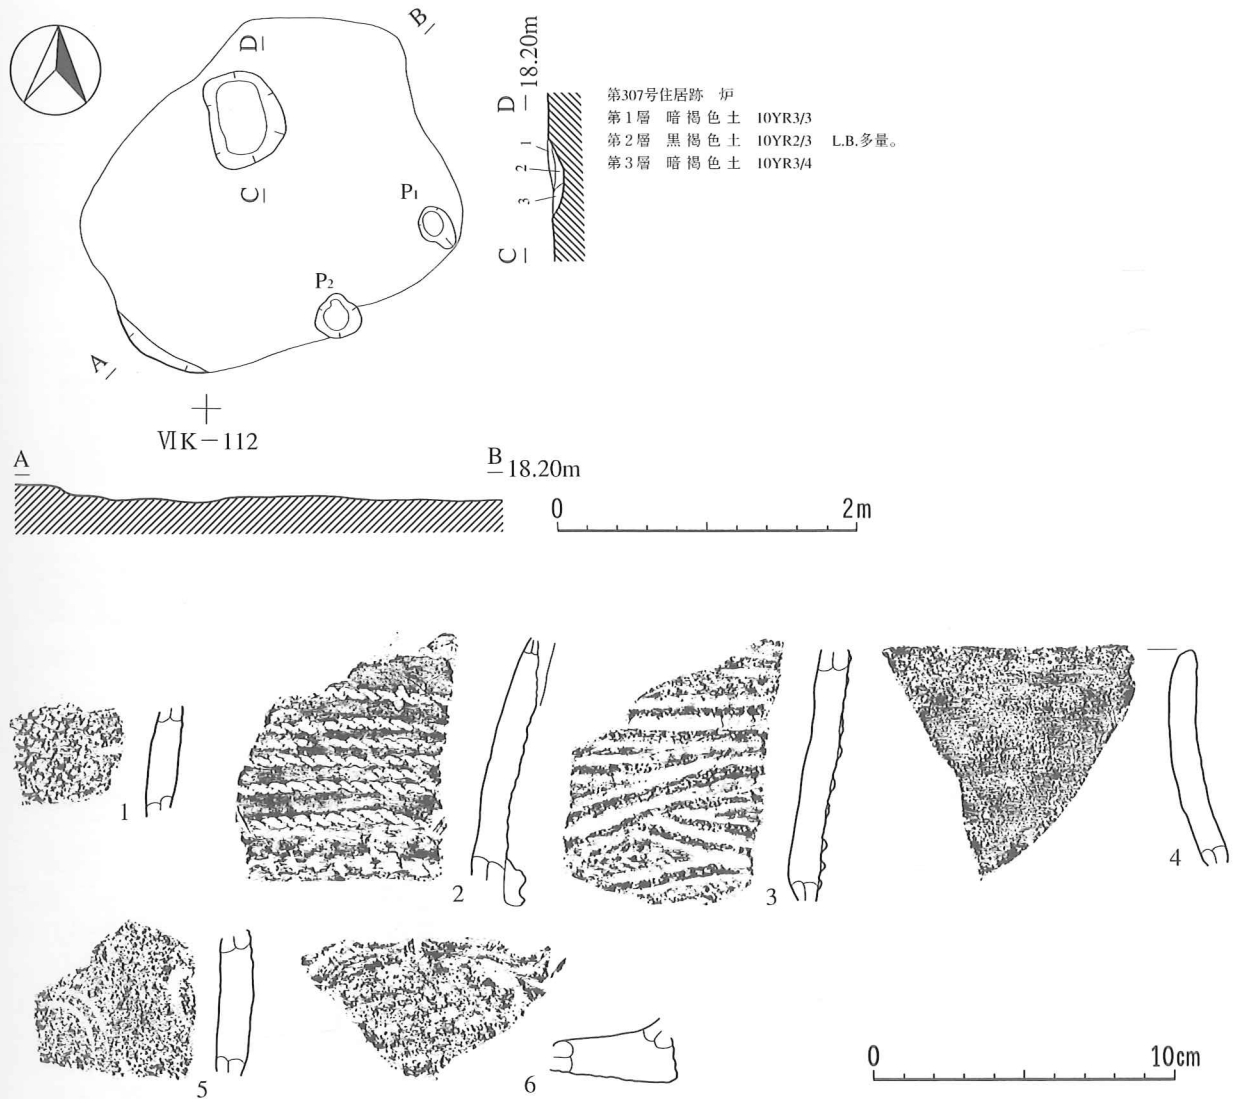 B
D
C
P1
P2
A
ⅥK－112
D
18.20m
1
2
3
C
第307号住居跡　炉
第1層　暗褐色土　10YR3/3
第2層　黒褐色土　10YR2/3　L.B.多量。
第3層　暗褐色土　10YR3/4
A
B
18.20m
0
2m
1
2
3
4
5
6
0
10cm